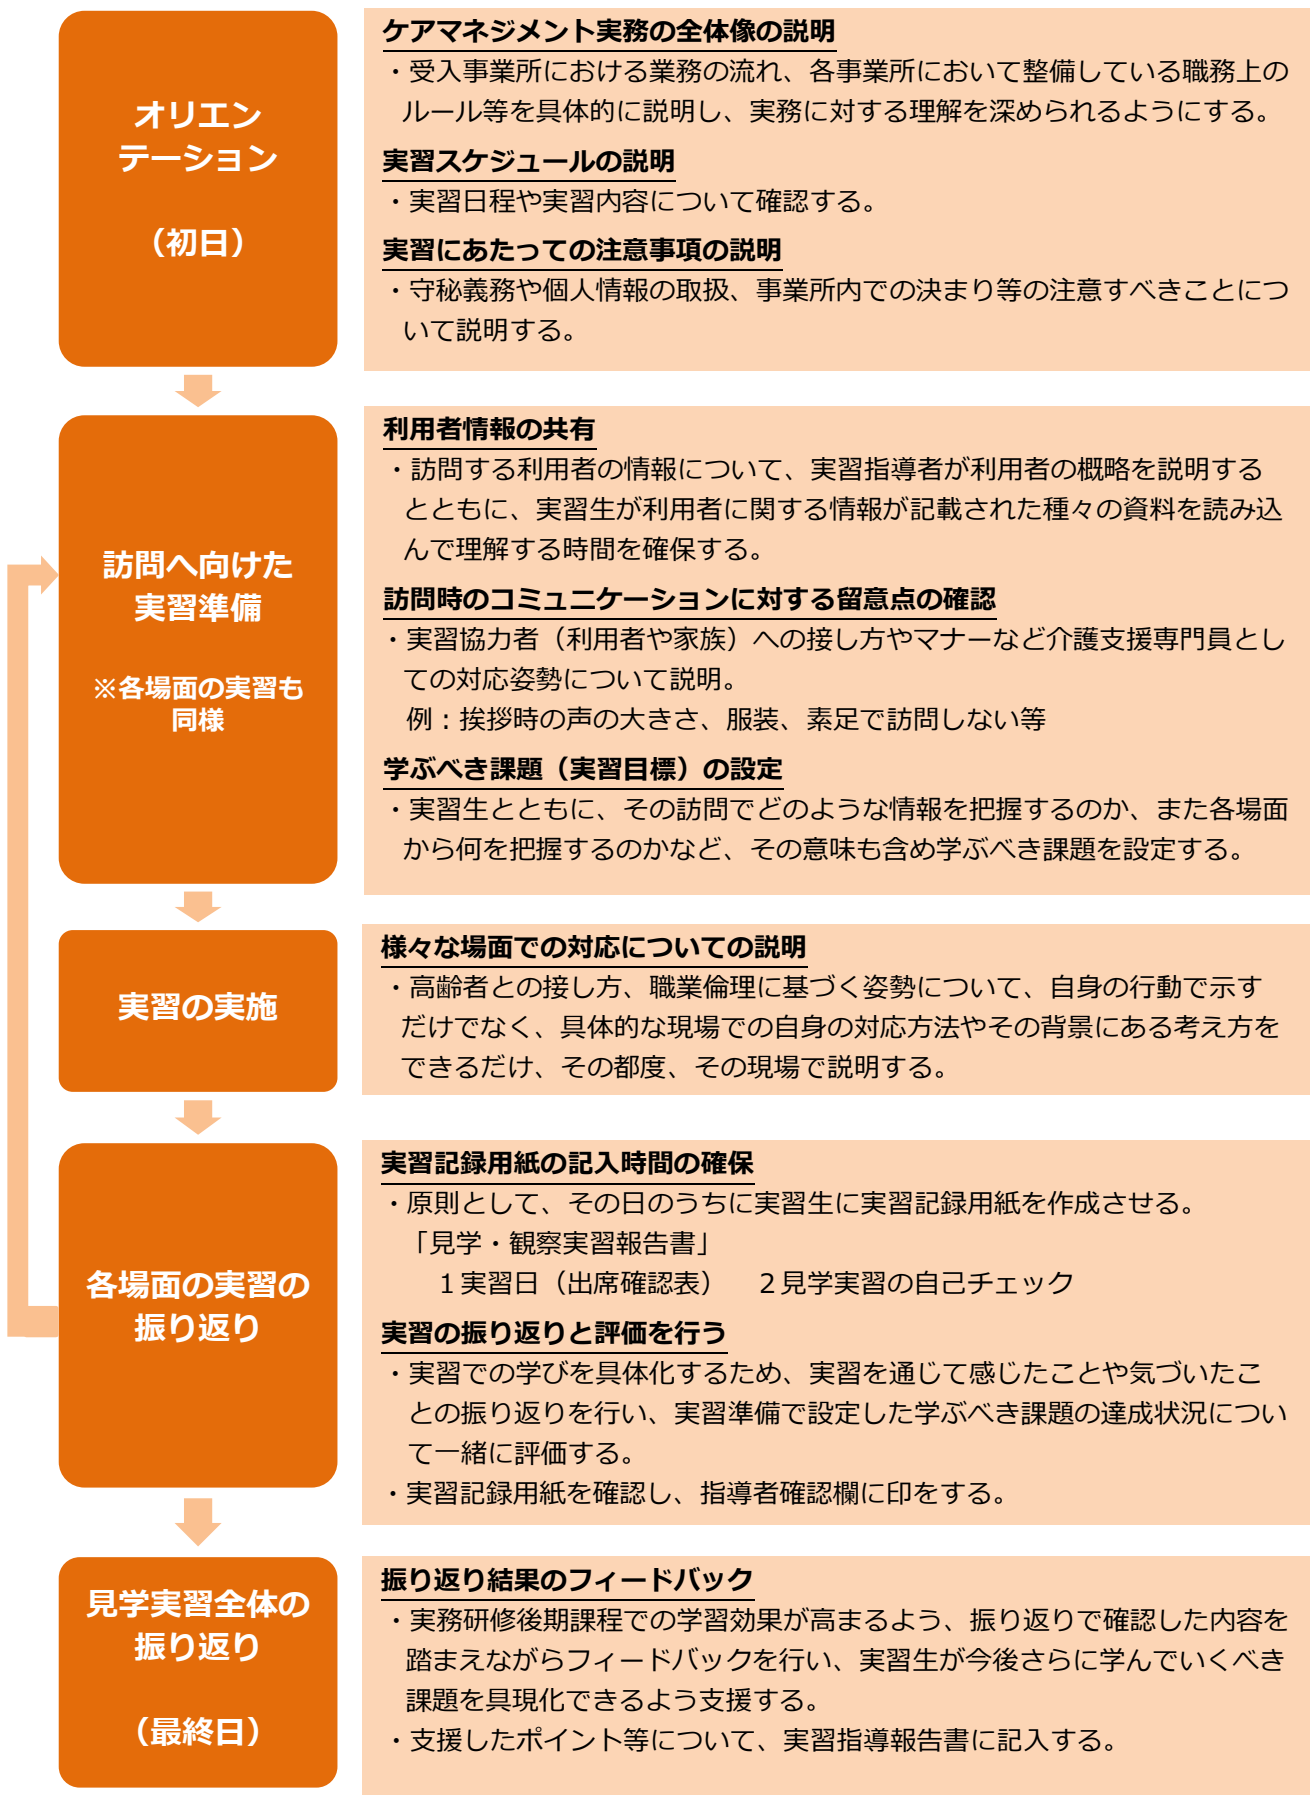 オリエン
テーション
（初日）
ケアマネジメント実務の全体像の説明
・受入事業所における業務の流れ、各事業所において整備している職務上の
ルール等を具体的に説明し、実務に対する理解を深められるようにする。
実習スケジュールの説明
・実習日程や実習内容について確認する。
実習にあたっての注意事項の説明
・守秘義務や個人情報の取扱、事業所内での決まり等の注意すべきことにつ
いて説明する。
訪問へ向けた
実習準備
※各場面の実習も
同様
利用者情報の共有
・訪問する利用者の情報について、実習指導者が利用者の概略を説明する
とともに、実習生が利用者に関する情報が記載された種々の資料を読み込
んで理解する時間を確保する。
訪問時のコミュニケーションに対する留意点の確認
・実習協力者（利用者や家族）への接し方やマナーなど介護支援専門員とし
ての対応姿勢について説明。
例：挨拶時の声の大きさ、服装、素足で訪問しない等
学ぶべき課題（実習目標）の設定
・実習生とともに、その訪問でどのような情報を把握するのか、また各場面
から何を把握するのかなど、その意味も含め学ぶべき課題を設定する。
実習の実施
様々な場面での対応についての説明
・高齢者との接し方、職業倫理に基づく姿勢について、自身の行動で示す
だけでなく、具体的な現場での自身の対応方法やその背景にある考え方を
できるだけ、その都度、その現場で説明する。
各場面の実習の
振り返り
実習記録用紙の記入時間の確保
・原則として、その日のうちに実習生に実習記録用紙を作成させる。
「見学・観察実習報告書」
１実習日（出席確認表）　２見学実習の自己チェック
実習の振り返りと評価を行う
・実習での学びを具体化するため、実習を通じて感じたことや気づいたこ
との振り返りを行い、実習準備で設定した学ぶべき課題の達成状況につい
て一緒に評価する。
・実習記録用紙を確認し、指導者確認欄に印をする。
見学実習全体の
振り返り
（最終日）
振り返り結果のフィードバック
・実務研修後期課程での学習効果が高まるよう、振り返りで確認した内容を
踏まえながらフィードバックを行い、実習生が今後さらに学んでいくべき
課題を具現化できるよう支援する。
・支援したポイント等について、実習指導報告書に記入する。